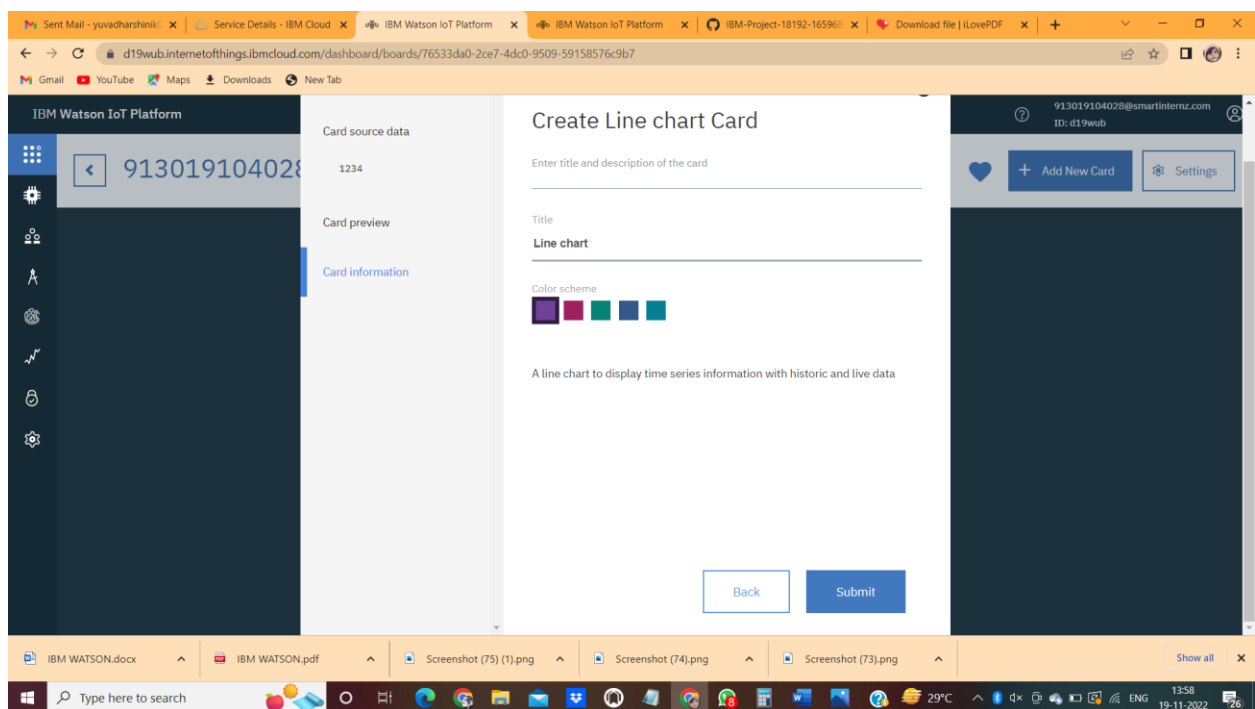 Sent Mail - yuvadharshinik
Service Details - IBM Cloud
IBM Watson IoT Platform
IBM Watson IoT Platform
IBM-Project-18192-165968
Download file | iLovePDF
d19wub.internetofthings.ibmcloud.com/dashboard/boards/76533da0-2ce7-4dc0-9509-59158576c9b7
Gmail YouTube Maps Downloads New Tab
IBM Watson IoT Platform
913019104028@smartinternz.com
ID: d19wub
913019104028
Add New Card
Settings
Card source data
1234
Card preview
Card information
Create Line chart Card
Enter title and description of the card
Title
Line chart
Color scheme
A line chart to display time series information with historic and live data
Back Submit
IBM WATSON.docx IBM WATSON.pdf Screenshot (75) (1).png Screenshot (74).png Screenshot (73).png Show all
Type here to search
29°C
ENG
13:58
19-11-2022
26